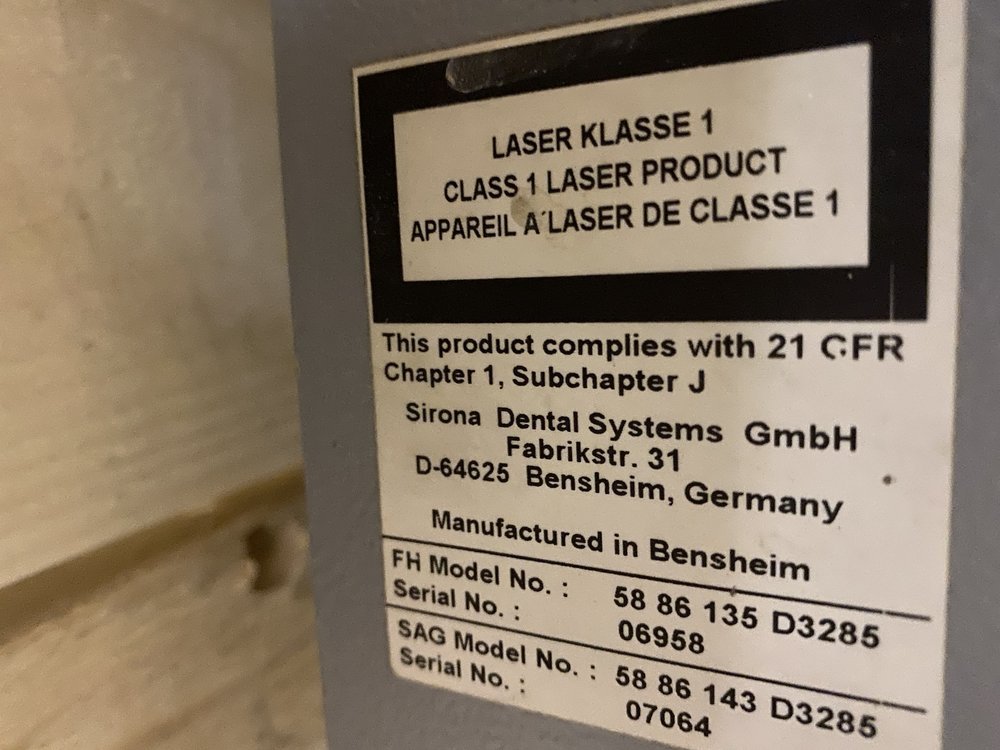 LASER KLASSE 1
CLASS 1 LASER PRODUCT
APPAREIL A´LASER DE CLASSE 1
This product complies with 21 CFR
Chapter 1, Subchapter J
Sirona Dental Systems GmbH
Fabrikstr. 31
D-64625 Bensheim, Germany
Manufactured in Bensheim
FH Model No. : 58 86 135 D3285
Serial No. : 06958
SAG Model No. : 58 86 143 D3285
Serial No. : 07064